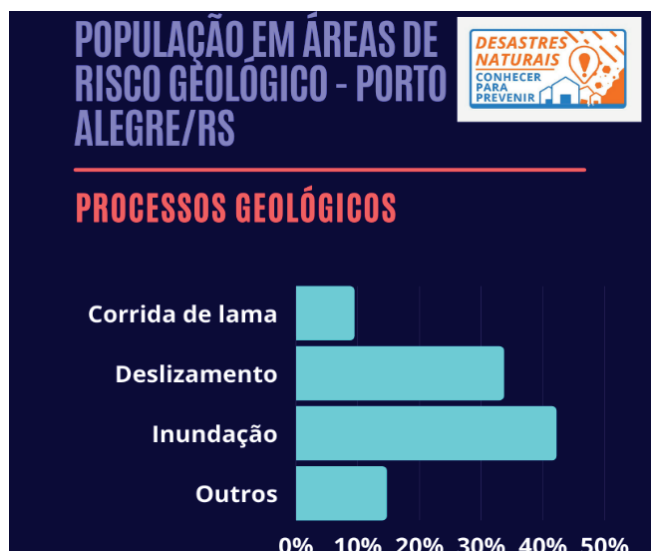 POPULAÇÃO EM ÁREAS DE
RISCO GEOLÓGICO - PORTO
ALEGRE/RS
DESASTRES
NATURAIS
CONHECER
PARA
PREVENIR
PROCESSOS GEOLÓGICOS
Corrida de lama
Deslizamento
Inundação
Outros
0% 10% 20% 30% 40% 50%